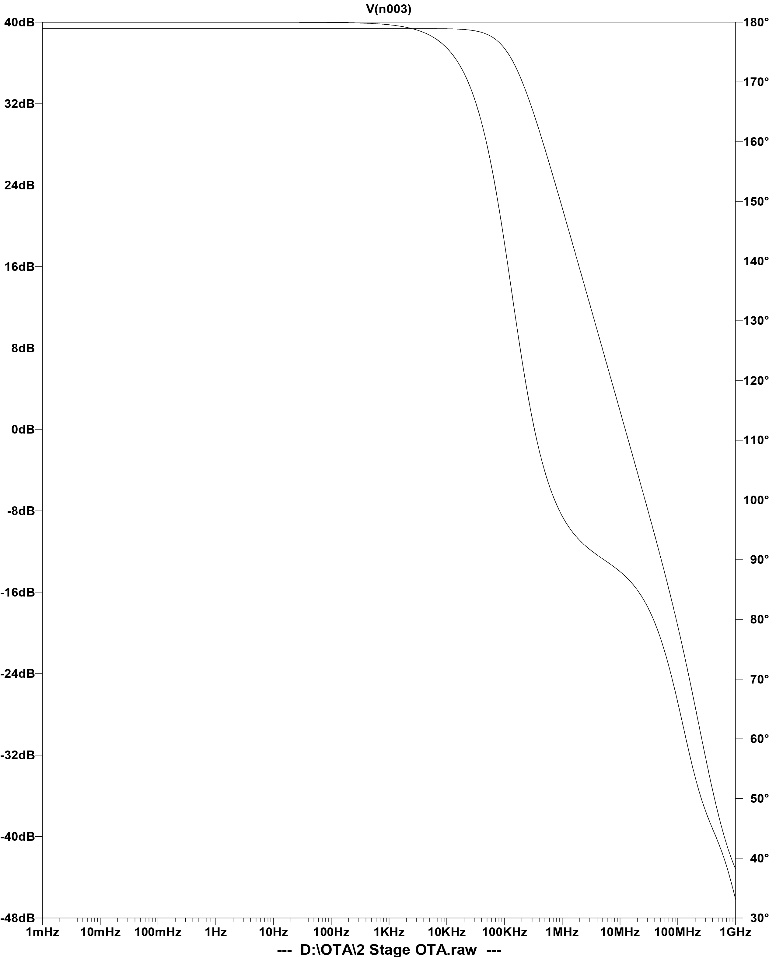 V(n003)
40dB
32dB
24dB
16dB
8dB
0dB
-8dB
-16dB
-24dB
-32dB
-40dB
-48dB
180°
170°
160°
150°
140°
130°
120°
110°
100°
90°
80°
70°
60°
50°
40°
30°
1mHz 10mHz 100mHz 1Hz 10Hz 100Hz 1KHz 10KHz 100KHz 1MHz 10MHz 100MHz 1GHz
--- D:\OTA\2 Stage OTA.raw ---